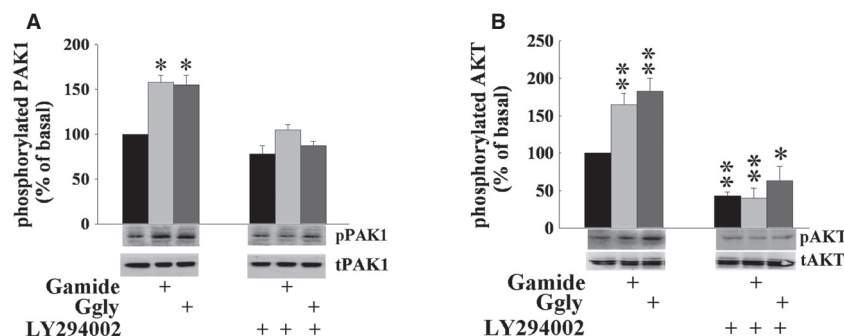 A
phosphorylated PAK1
(% of basal)
200
150
100
50
0
* *
pPAK1
tPAK1
Gamide +   +
Ggly +   +
LY294002 + + +
B
phosphorylated AKT
(% of basal)
250
200
150
100
50
0
** **
** ** *
pAKT
tAKT
Gamide +   +
Ggly +   +
LY294002 + + +